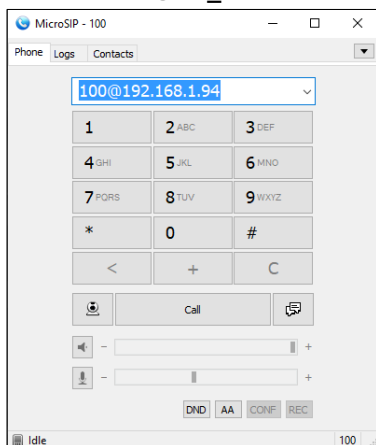 MicroSIP - 100
Phone Logs Contacts
100@192.168.1.94
1 2 ABC 3 DEF
4 GHI 5 JKL 6 MNO
7 PQRS 8 TUV 9 WXYZ
* 0 #
< + C
Call
- +
- +
DND AA CONF REC
Idle 100